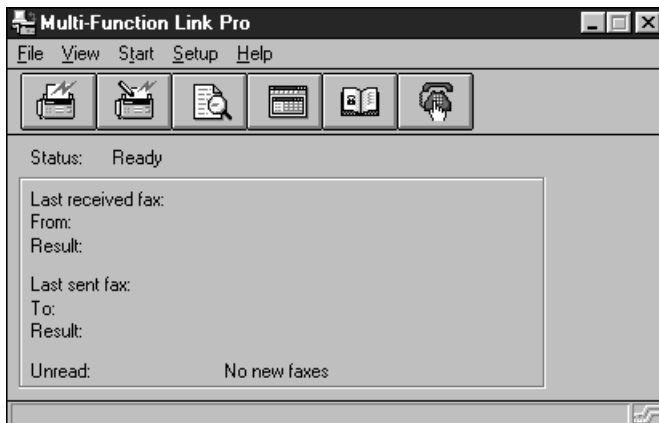 Multi-Function Link Pro
File View Start Setup Help
Status: Ready
Last received fax:
From:
Result:
Last sent fax:
To:
Result:
Unread: No new faxes